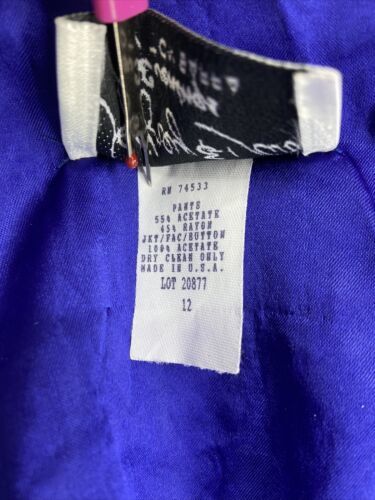 RN 74533
PANTS
55% ACETATE
45% RAYON
JKT/FAC/BUTTON
100% ACETATE
DRY CLEAN ONLY
MADE IN U.S.A.
LOT 20877
12